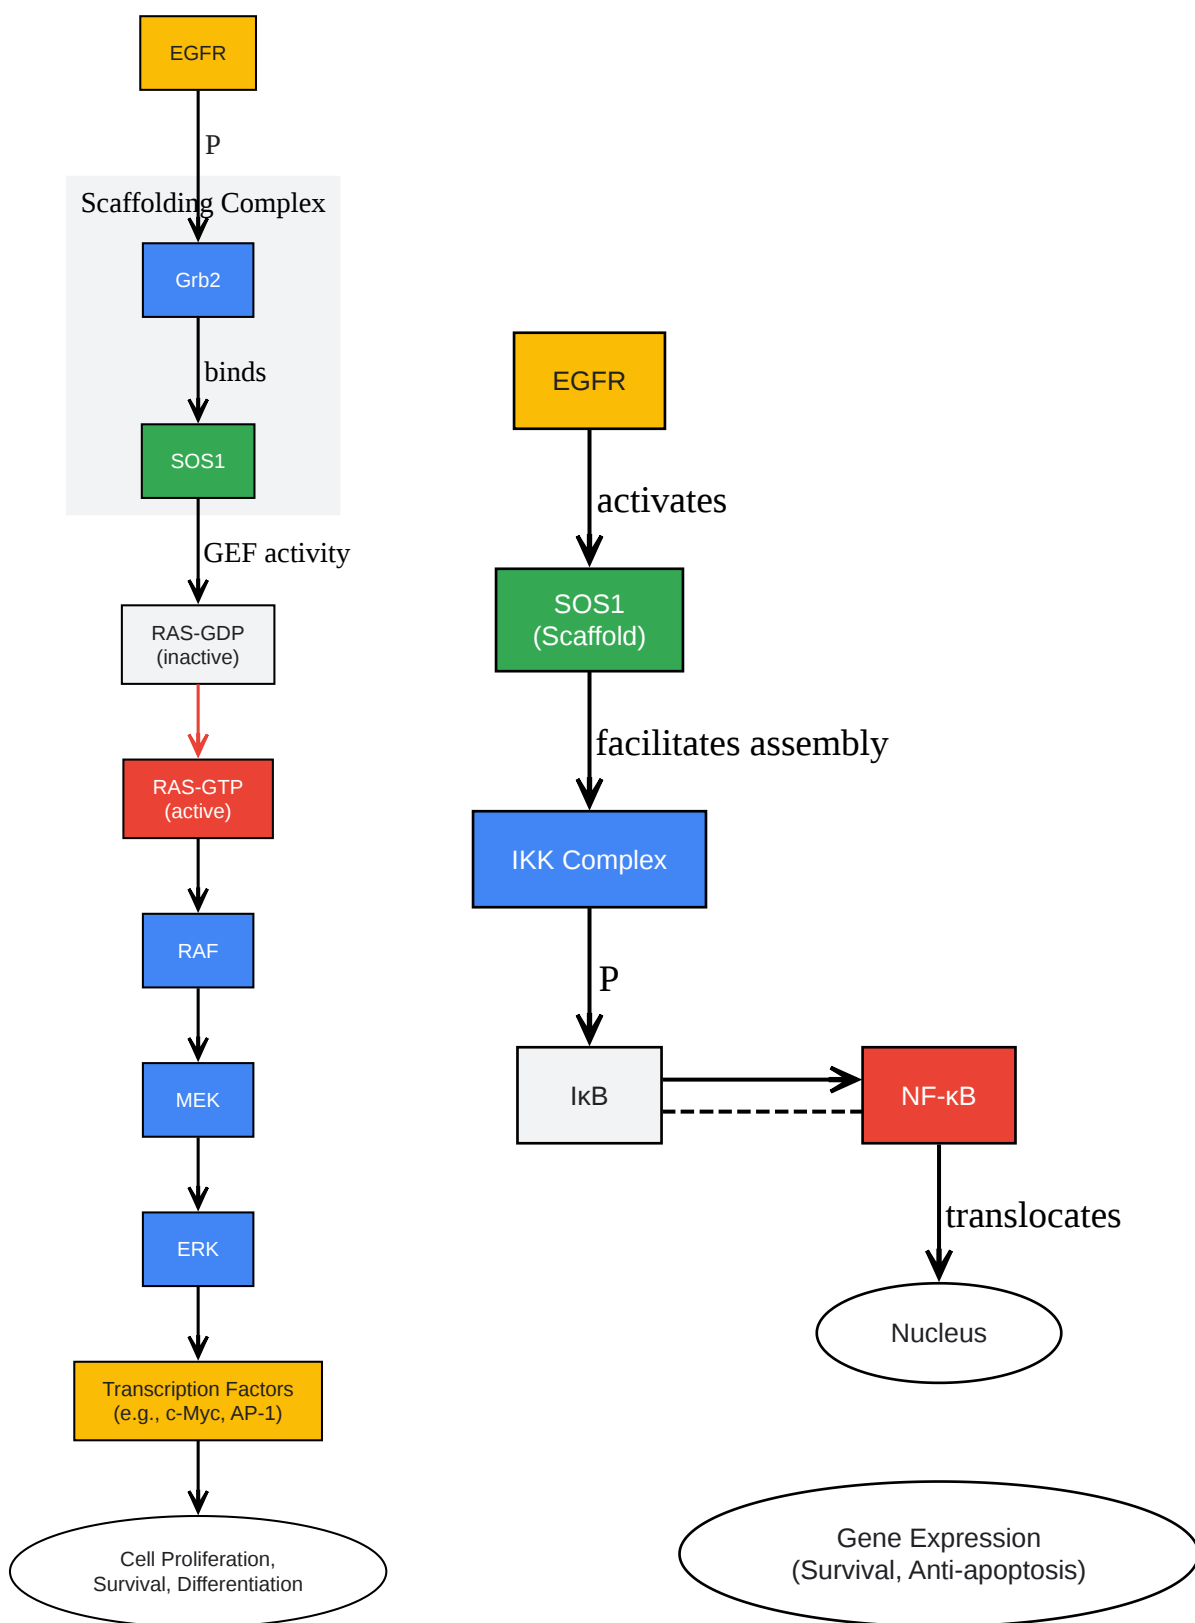 EGFR
P
Scaffolding Complex
Grb2
binds
SOS1
GEF activity
RAS-GDP
(inactive)
RAS-GTP
(active)
RAF
MEK
ERK
Transcription Factors
(e.g., c-Myc, AP-1)
Cell Proliferation,
Survival, Differentiation
EGFR
activates
SOS1
(Scaffold)
facilitates assembly
IKK Complex
P
IκB
NF-κB
translocates
Nucleus
Gene Expression
(Survival, Anti-apoptosis)